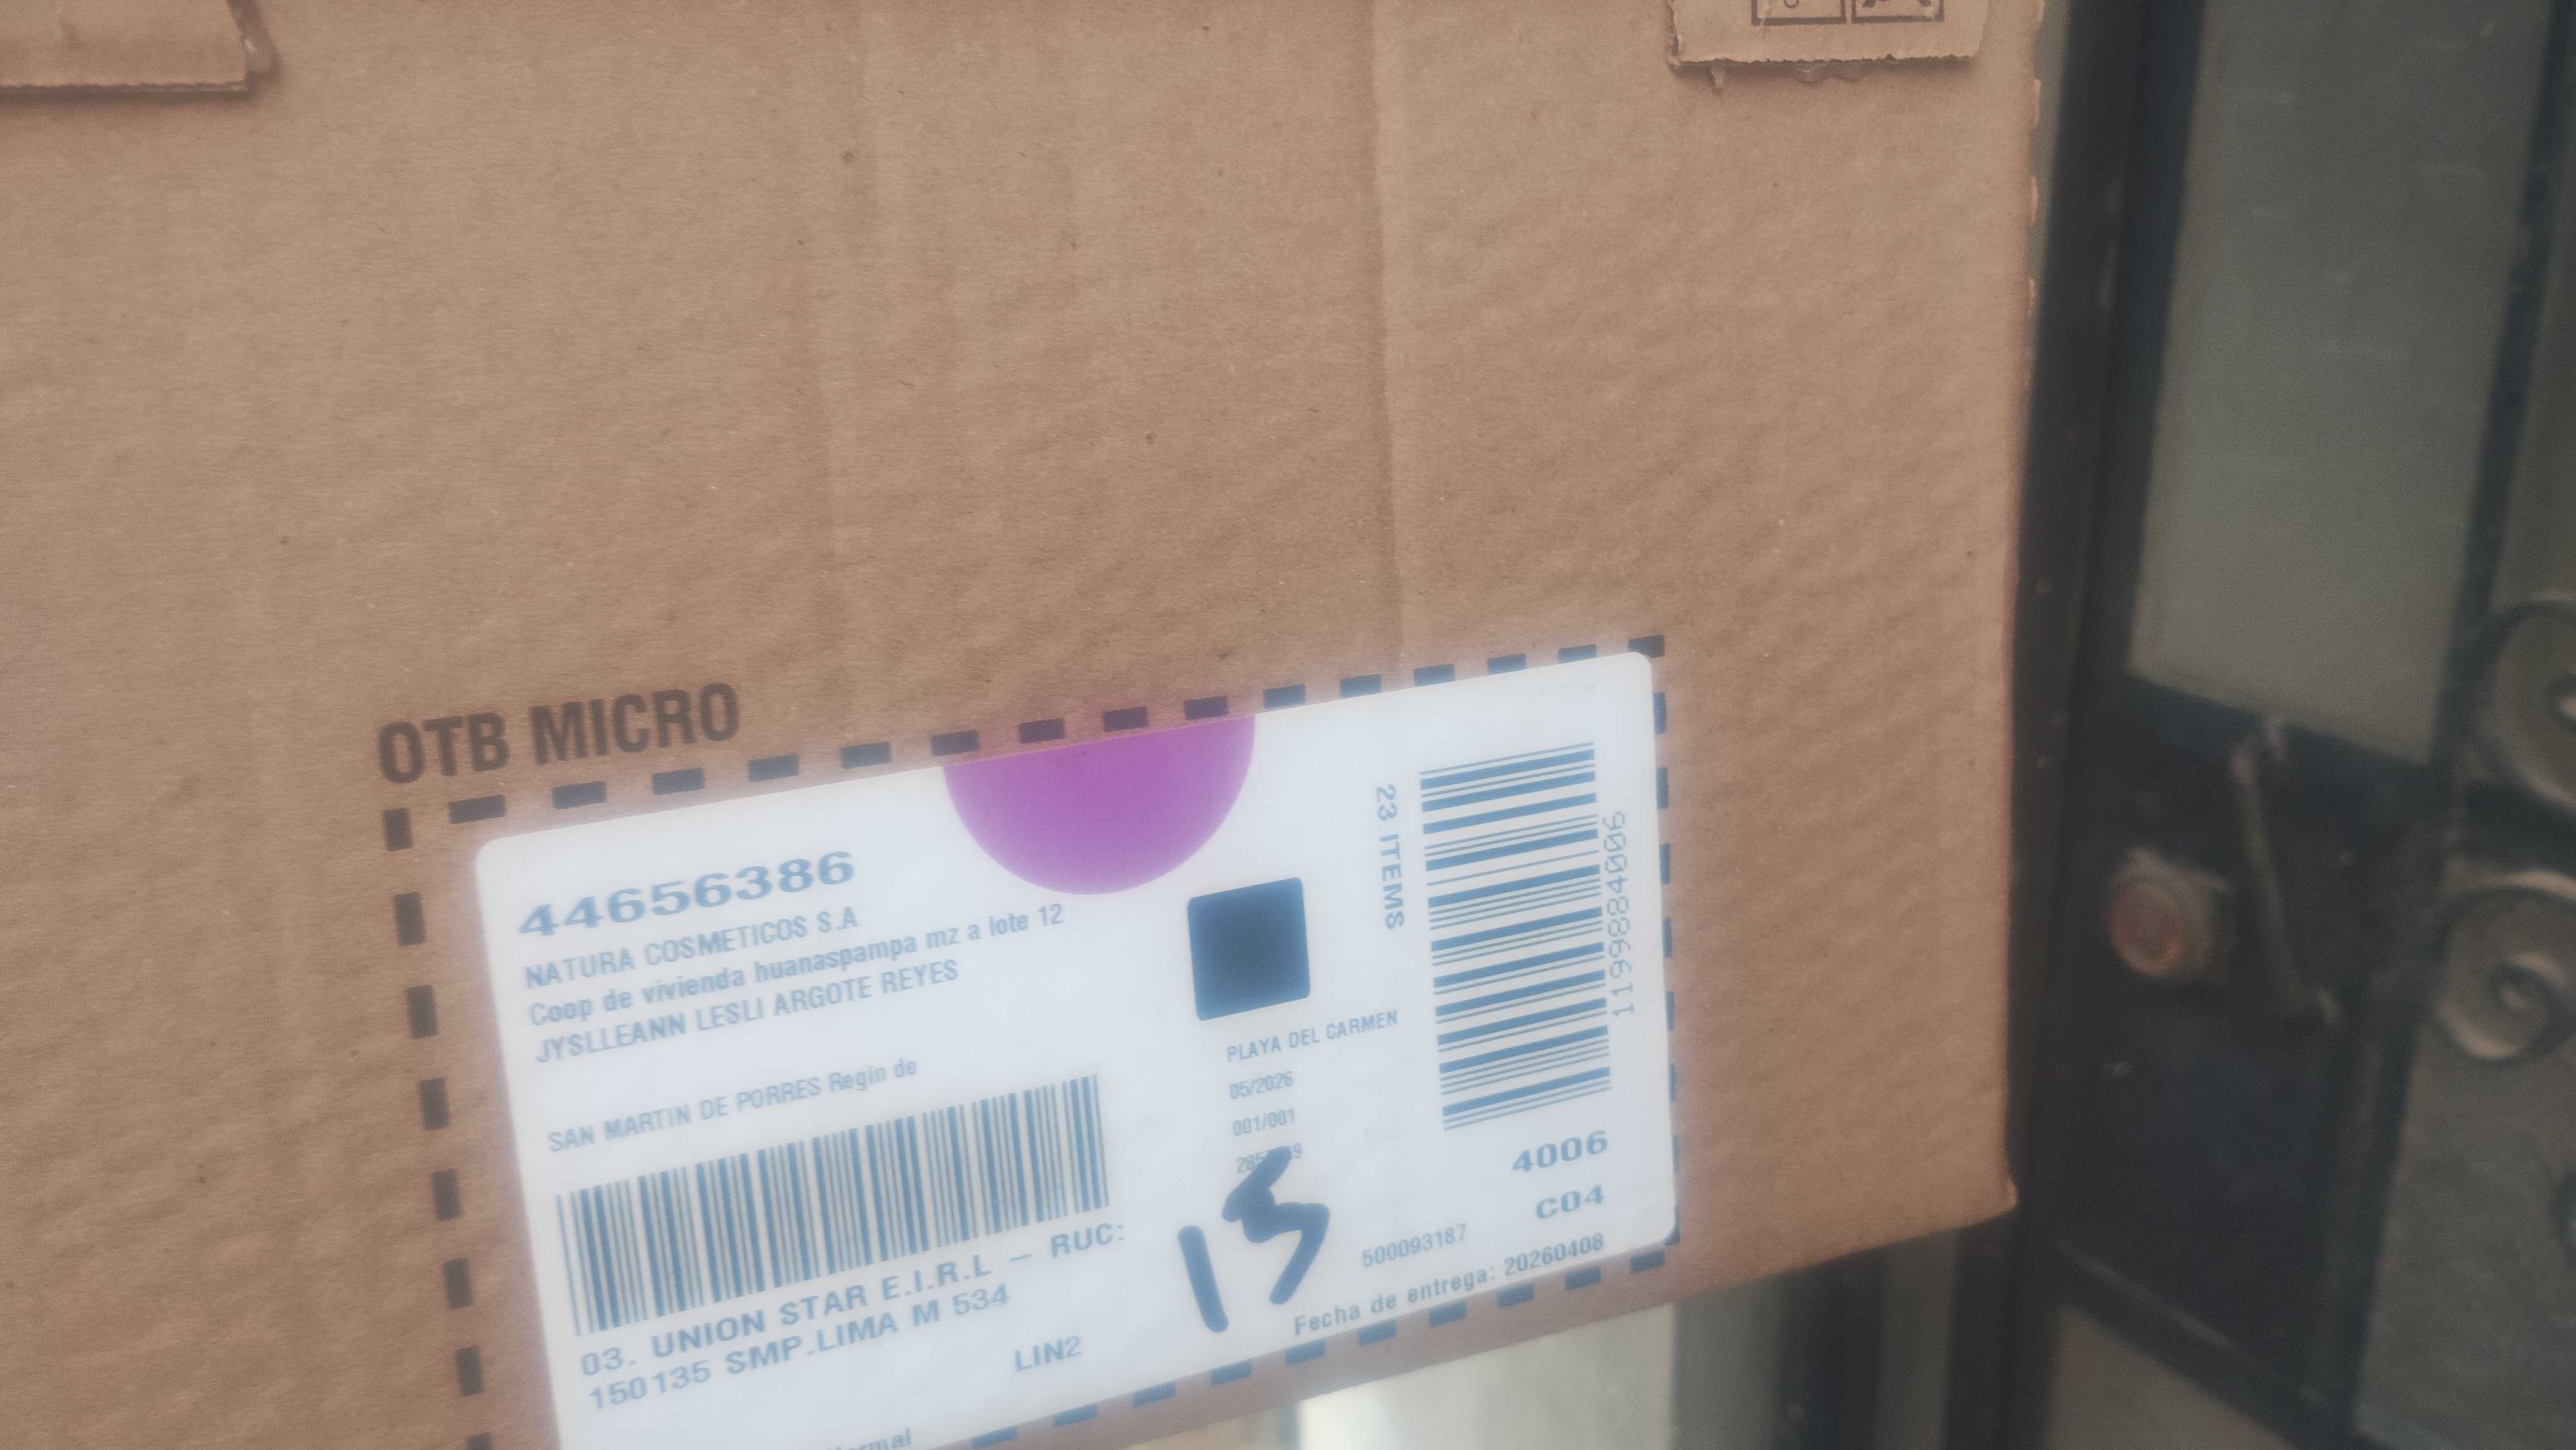 OTB MICRO
44656386
NATURA COSMETICOS S.A
Coop de vivienda huanaspampa mz a lote 12
JYSLLEANN LESLI ARGOTE REYES
SAN MARTIN DE PORRES Regin de
03. UNION STAR E.I.R.L – RUC:
150135 SMP.LIMA M 534
LIN2
PLAYA DEL CARMEN
05/2026
001/001
13
23 ITEMS
119988884006
4006
C04
500093187
Fecha de entrega: 20260408